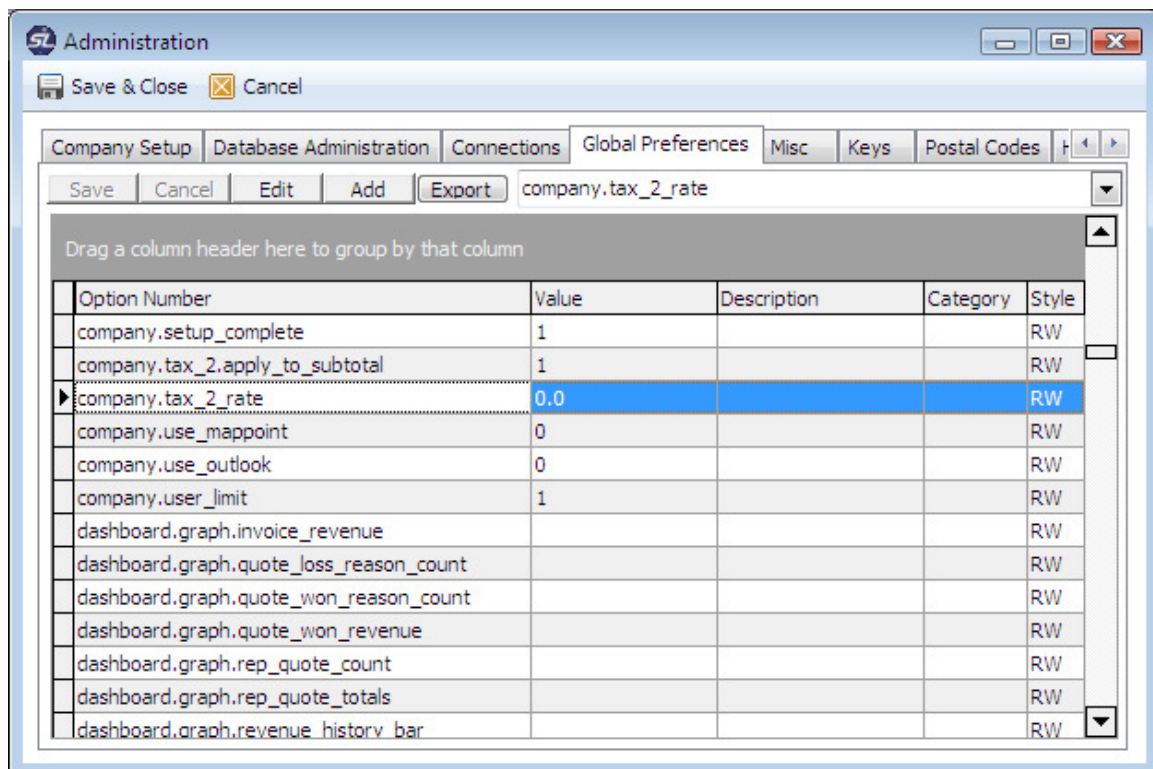 SL Administration
Save & Close Cancel
Company Setup Database Administration Connections Global Preferences Misc Keys Postal Codes
Save Cancel Edit Add Export company.tax_2_rate
Drag a column header here to group by that column
Option Number Value Description Category Style
company.setup_complete 1 RW
company.tax_2.apply_to_subtotal 1 RW
company.tax_2_rate 0.0 RW
company.use_mappoint 0 RW
company.use_outlook 0 RW
company.user_limit 1 RW
dashboard.graph.invoice_revenue RW
dashboard.graph.quote_loss_reason_count RW
dashboard.graph.quote_won_reason_count RW
dashboard.graph.quote_won_revenue RW
dashboard.graph.rep_quote_count RW
dashboard.graph.rep_quote_totals RW
dashboard.graph.revenue_history_bar RW